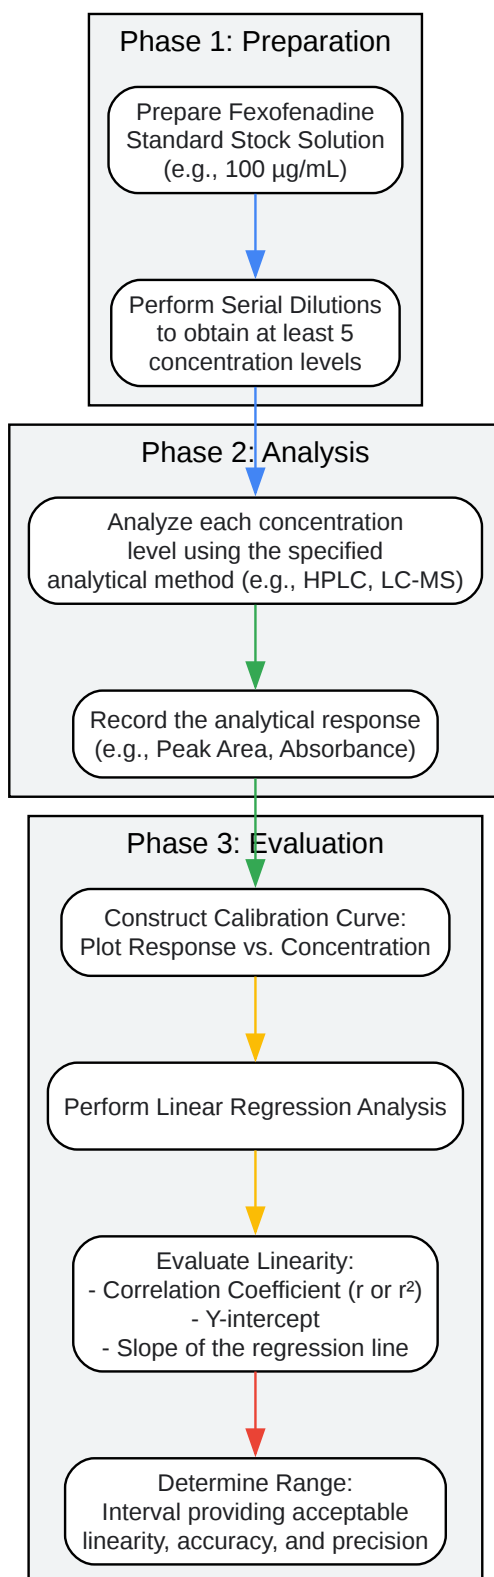 Phase 1: Preparation
Prepare Fexofenadine
Standard Stock Solution
(e.g., 100 µg/mL)
Perform Serial Dilutions
to obtain at least 5
concentration levels
Phase 2: Analysis
Analyze each concentration
level using the specified
analytical method (e.g., HPLC, LC-MS)
Record the analytical response
(e.g., Peak Area, Absorbance)
Phase 3: Evaluation
Construct Calibration Curve:
Plot Response vs. Concentration
Perform Linear Regression Analysis
Evaluate Linearity:
- Correlation Coefficient (r or r²)
- Y-intercept
- Slope of the regression line
Determine Range:
Interval providing acceptable
linearity, accuracy, and precision